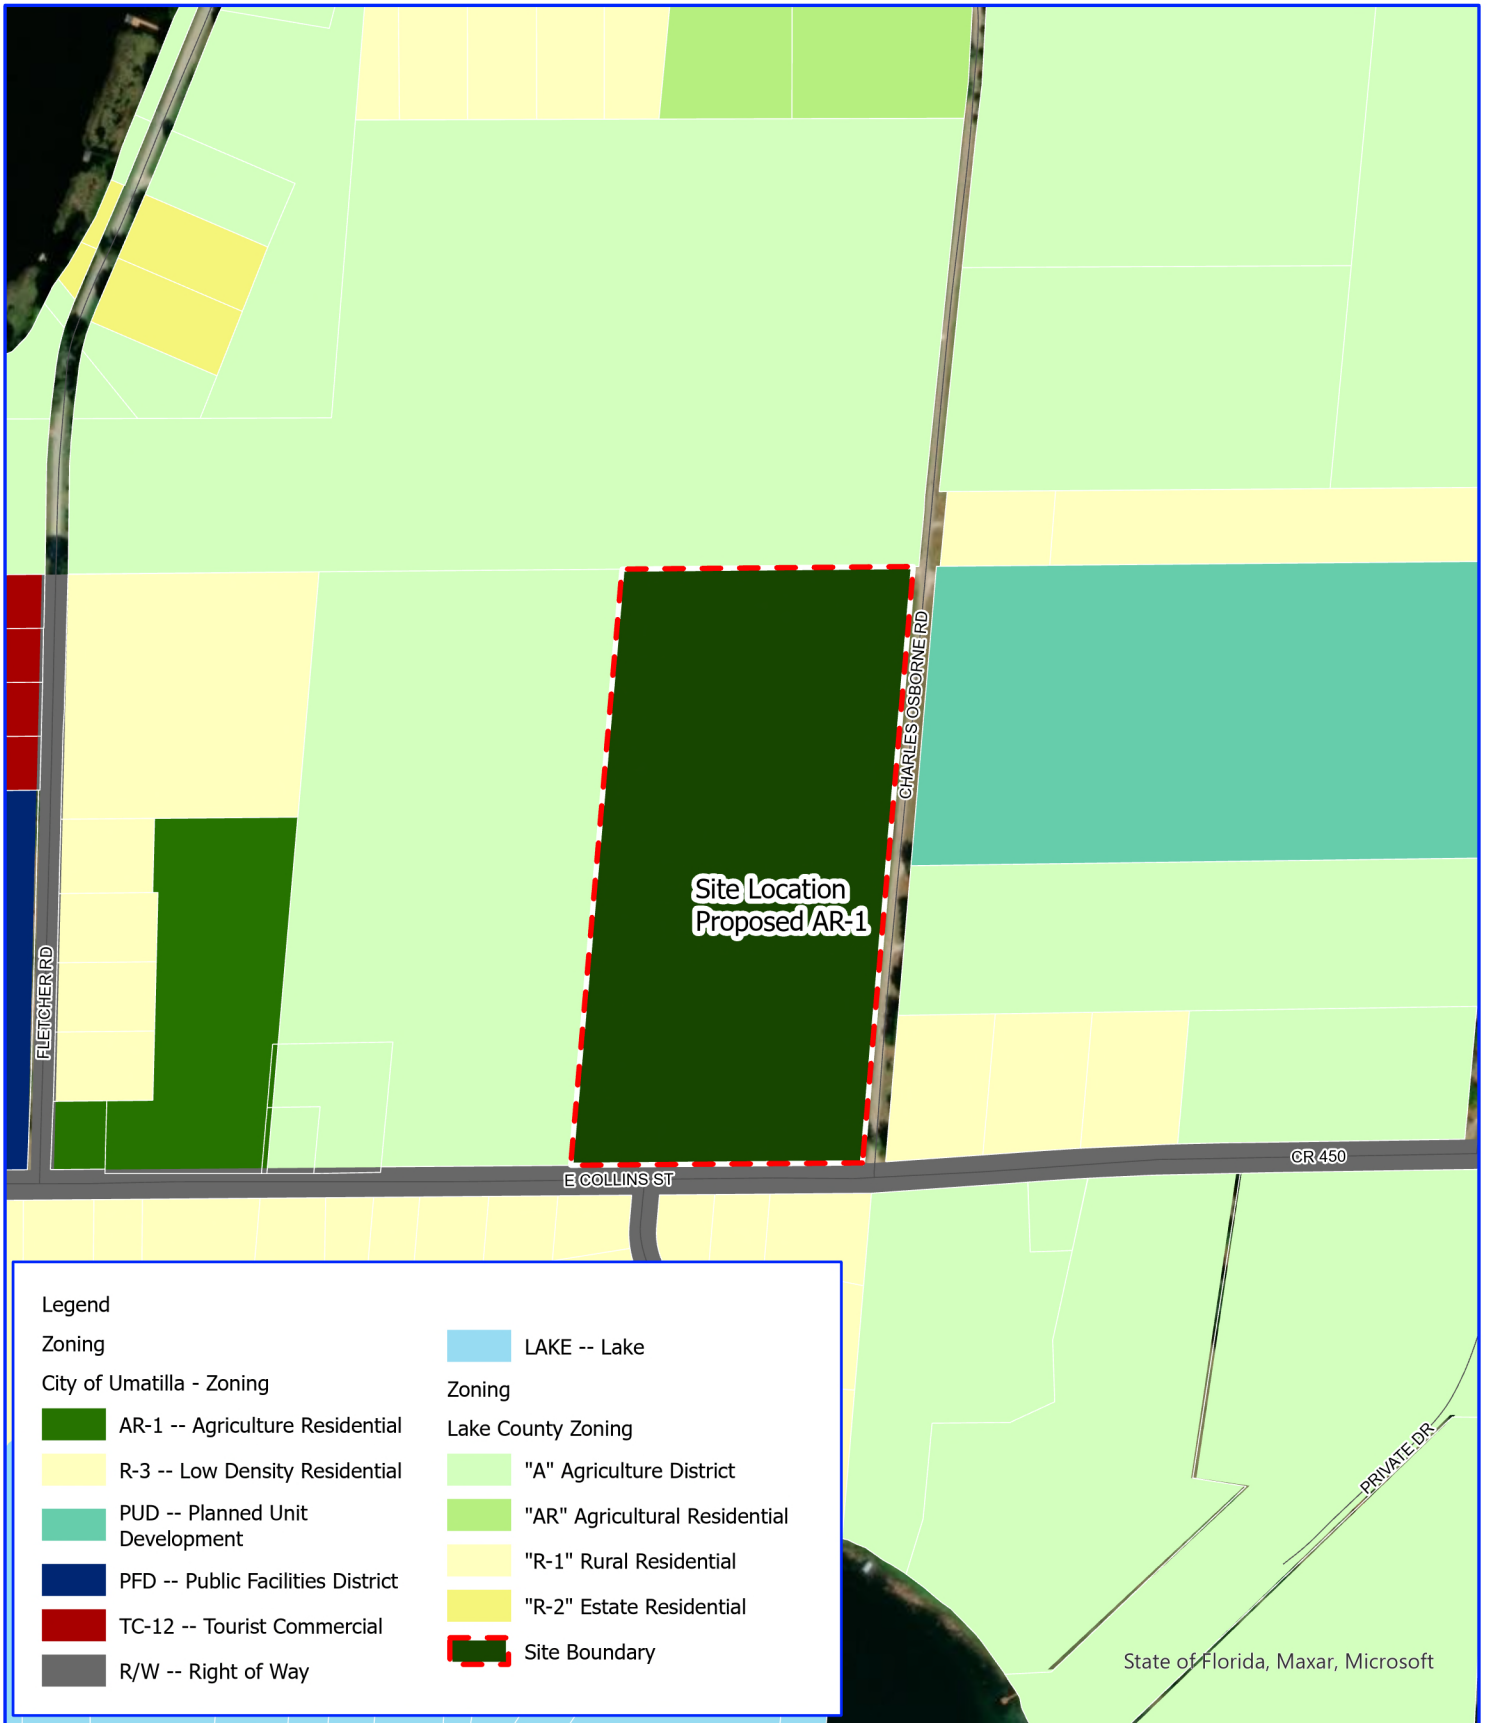 CHARLES OSBORNE RD
Site Location
Proposed AR-1
FLETCHER RD
CR 450
E COLLINS ST
PRIVATE DR
Legend
Zoning
City of Umatilla - Zoning
AR-1 -- Agriculture Residential
R-3 -- Low Density Residential
PUD -- Planned Unit
Development
PFD -- Public Facilities District
TC-12 -- Tourist Commercial
R/W -- Right of Way
LAKE -- Lake
Zoning
Lake County Zoning
"A" Agriculture District
"AR" Agricultural Residential
"R-1" Rural Residential
"R-2" Estate Residential
Site Boundary
State of Florida, Maxar, Microsoft